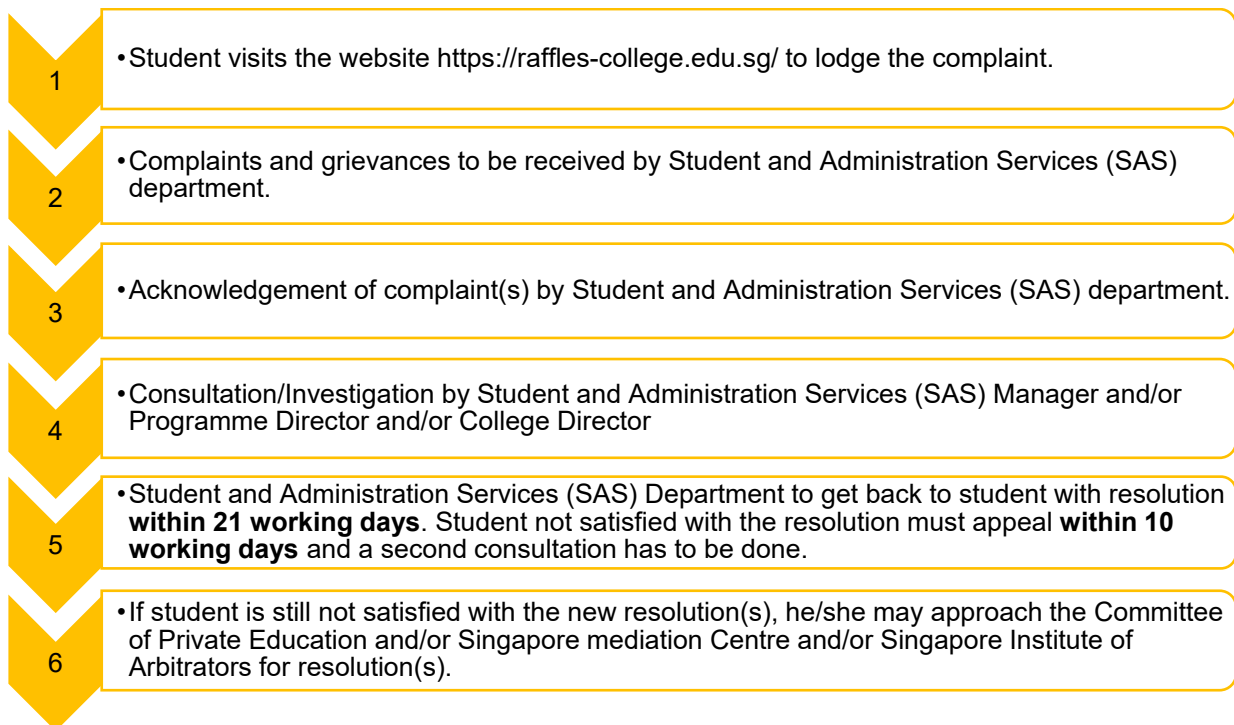 1
•Student visits the website https://raffles-college.edu.sg/ to lodge the complaint.
2
•Complaints and grievances to be received by Student and Administration Services (SAS)
department.
3
•Acknowledgement of complaint(s) by Student and Administration Services (SAS) department.
4
•Consultation/Investigation by Student and Administration Services (SAS) Manager and/or
Programme Director and/or College Director
5
•Student and Administration Services (SAS) Department to get back to student with resolution
within 21 working days. Student not satisfied with the resolution must appeal within 10
working days and a second consultation has to be done.
6
•If student is still not satisfied with the new resolution(s), he/she may approach the Committee
of Private Education and/or Singapore mediation Centre and/or Singapore Institute of
Arbitrators for resolution(s).